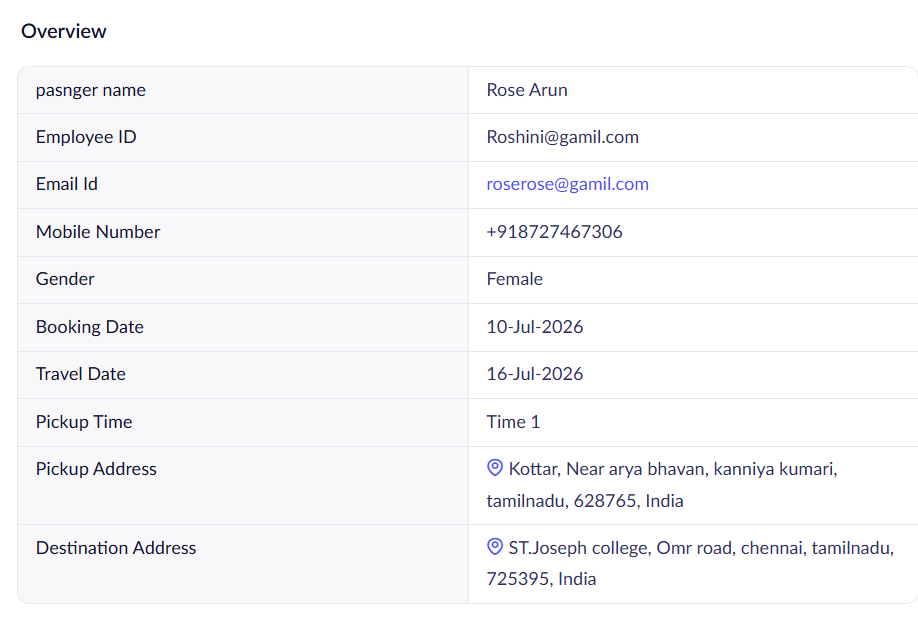 Overview
pasnger name Rose Arun
Employee ID Roshini@gamil.com
Email Id roserose@gamil.com
Mobile Number +918727467306
Gender Female
Booking Date 10-Jul-2026
Travel Date 16-Jul-2026
Pickup Time Time 1
Pickup Address Kottar, Near arya bhavan, kanniya kumari,
tamilnadu, 628765, India
Destination Address ST.Joseph college, Omr road, chennai, tamilnadu,
725395, India